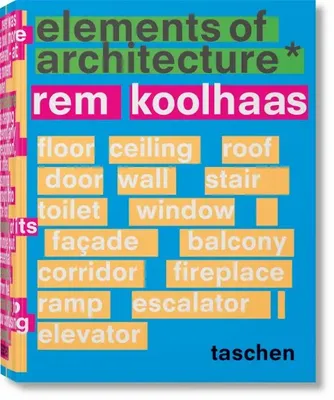 elements of
architecture*
rem koolhaas
floor ceiling roof
door wall stair
toilet window
façade balcony
corridor fireplace
ramp escalator
elevator
taschen